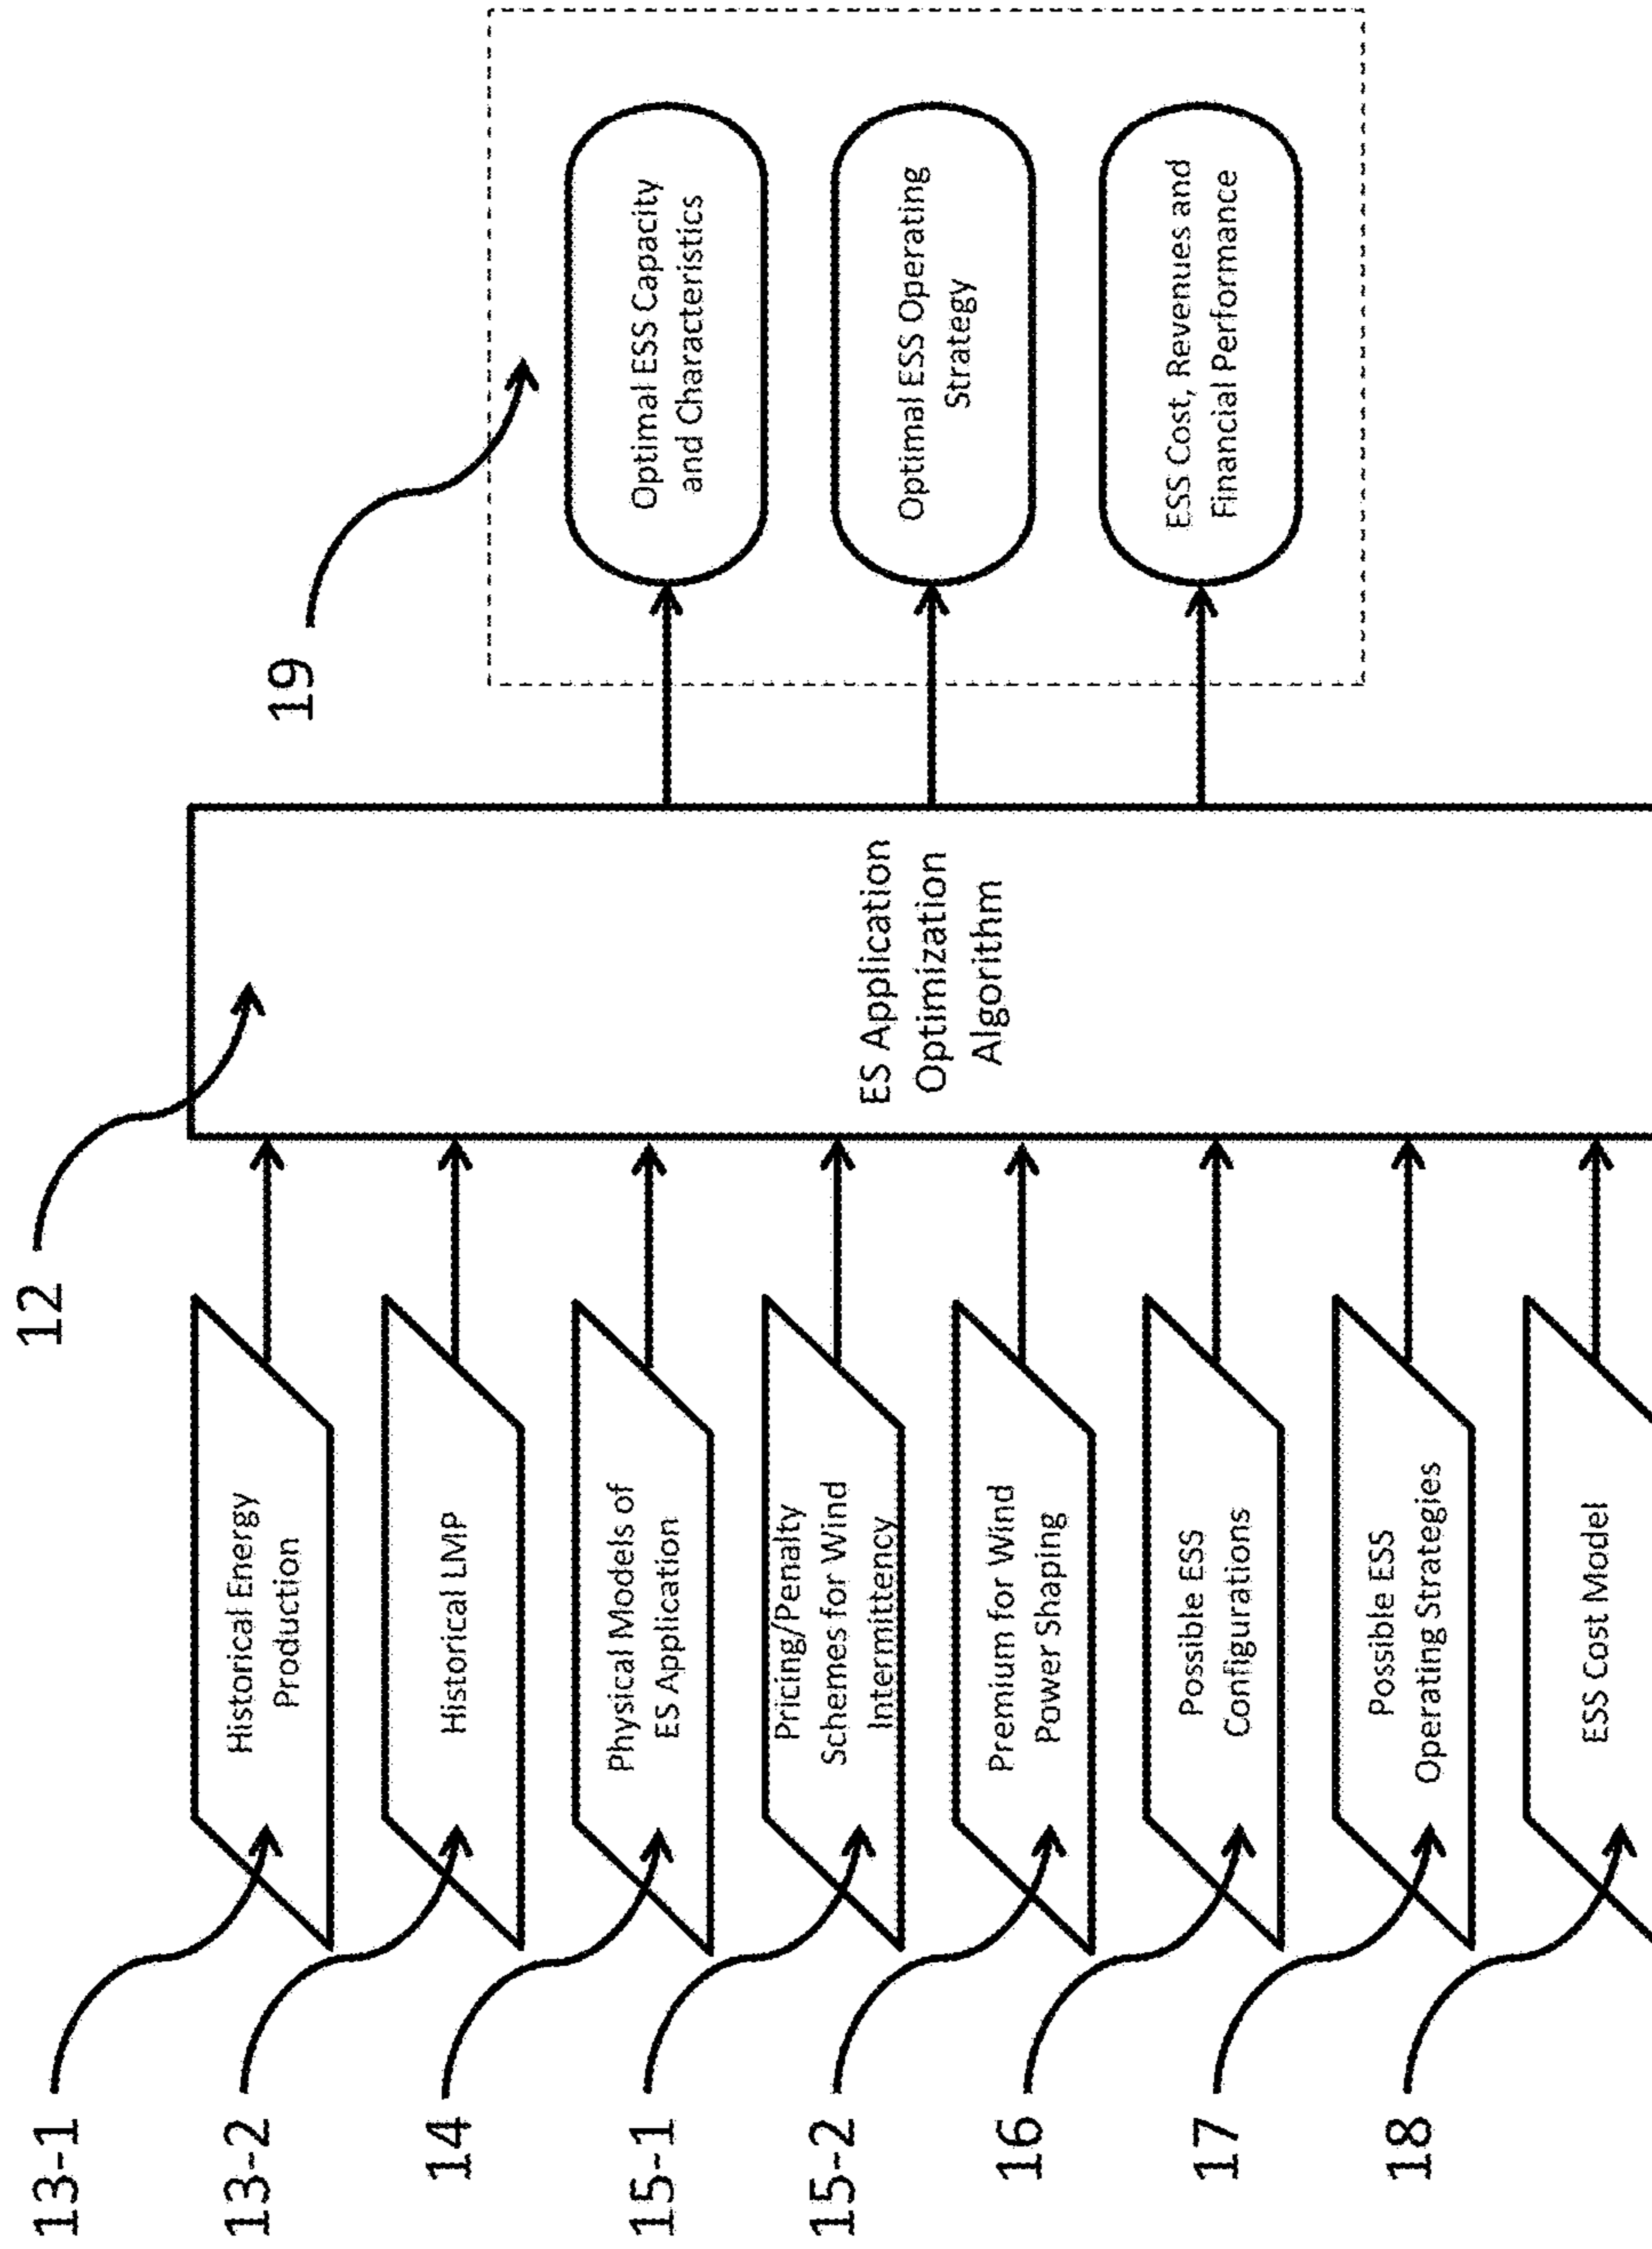 12
19
13-1
Historical Energy
Production
13-2
Historical LMP
14
Physical Models of
ES Application
15-1
Pricing/Penalty
Schemes for Wind
Intermittency
15-2
Premium for Wind
Power Shaping
16
Possible ESS
Configurations
17
Possible ESS
Operating Strategies
18
ESS Cost Model
ES Application
Optimization
Algorithm
Optimal ESS Capacity
and Characteristics
Optimal ESS Operating
Strategy
ESS Cost, Revenues and
Financial Performance